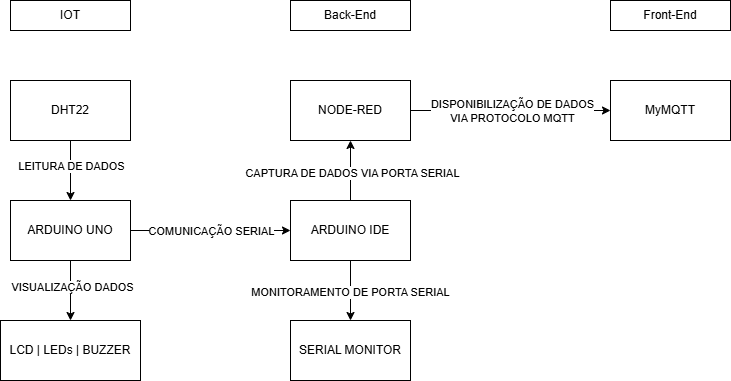 IOT
Back-End
Front-End
DHT22
NODE-RED
DISPONIBILIZAÇÃO DE DADOS
VIA PROTOCOLO MQTT
MyMQTT
LEITURA DE DADOS
CAPTURA DE DADOS VIA PORTA SERIAL
ARDUINO UNO
COMUNICAÇÃO SERIAL
ARDUINO IDE
VISUALIZAÇÃO DADOS
MONITORAMENTO DE PORTA SERIAL
LCD | LEDs | BUZZER
SERIAL MONITOR